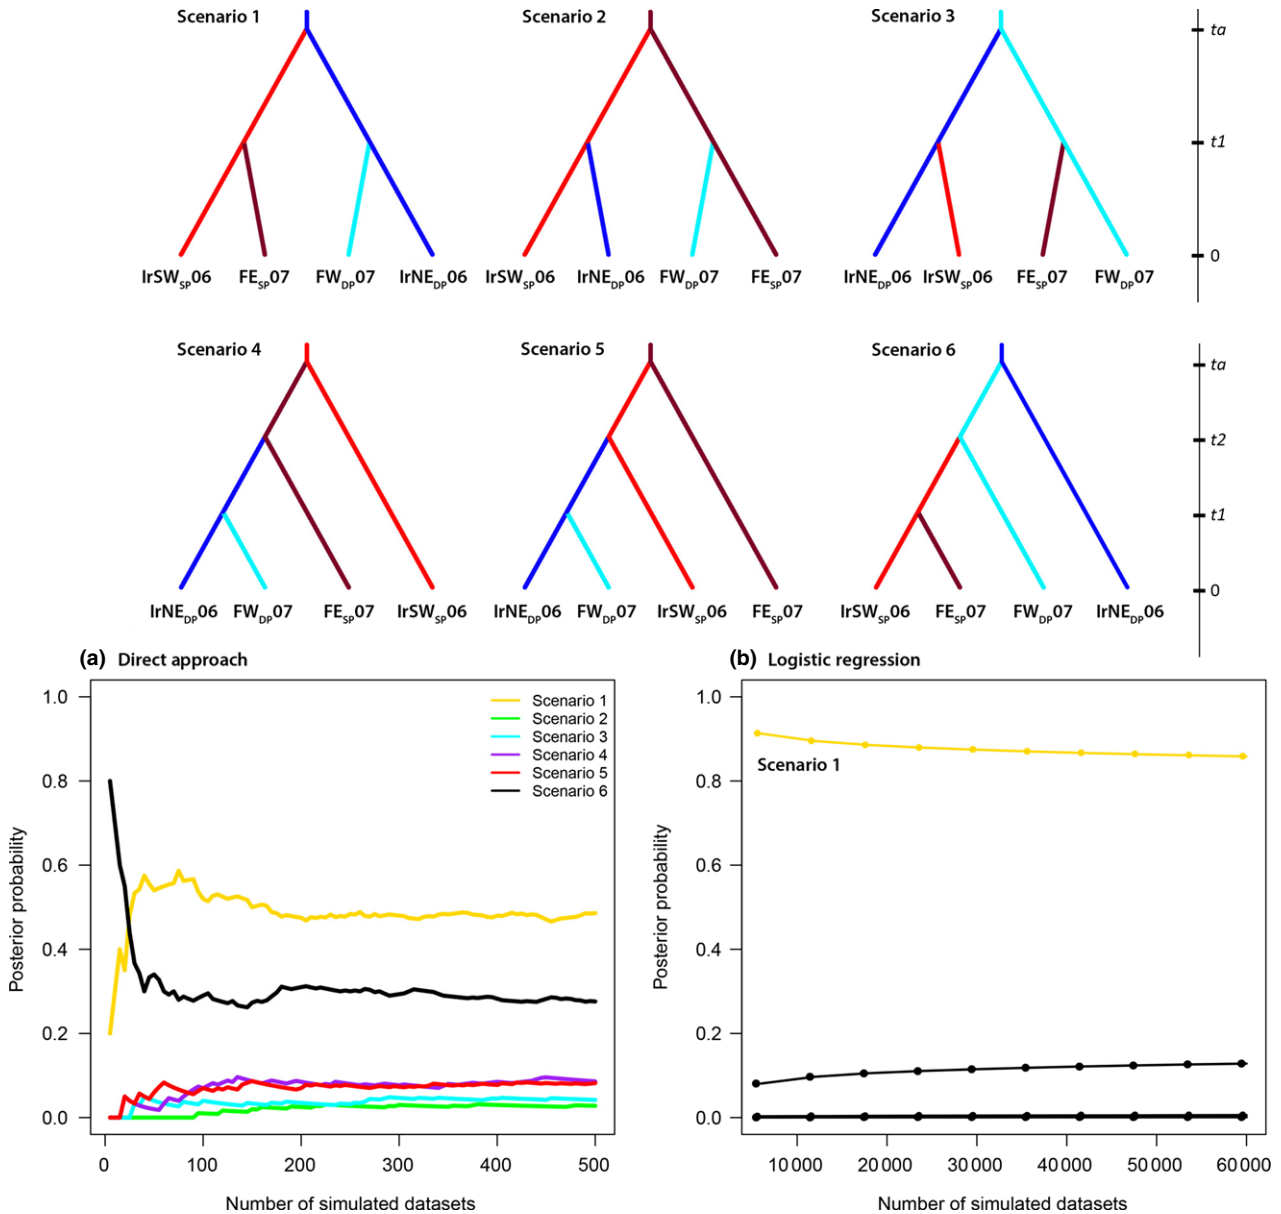 Scenario 1 Scenario 2 Scenario 3
ta
t1
0
IrSWSP06 FESP07 FWDP07 IrNEDP06 IrSWSP06 IrNEDP06 FWDP07 FESP07 IrNEDP06 IrSWSP06 FESP07 FWDP07
Scenario 4 Scenario 5 Scenario 6
ta
t2
t1
0
IrNEDP06 FWDP07 FESP07 IrSWSP06 IrNEDP06 FWDP07 IrSWSP06 FESP07 IrSWSP06 FESP07 FWDP07 IrNEDP06
(a) Direct approach
Posterior probability
1.0
0.8
0.6
0.4
0.2
0.0
Scenario 1
Scenario 2
Scenario 3
Scenario 4
Scenario 5
Scenario 6
0 100 200 300 400 500
Number of simulated datasets
(b) Logistic regression
Posterior probability
1.0
0.8
0.6
0.4
0.2
0.0
Scenario 1
10 000 20 000 30 000 40 000 50 000 60 000
Number of simulated datasets